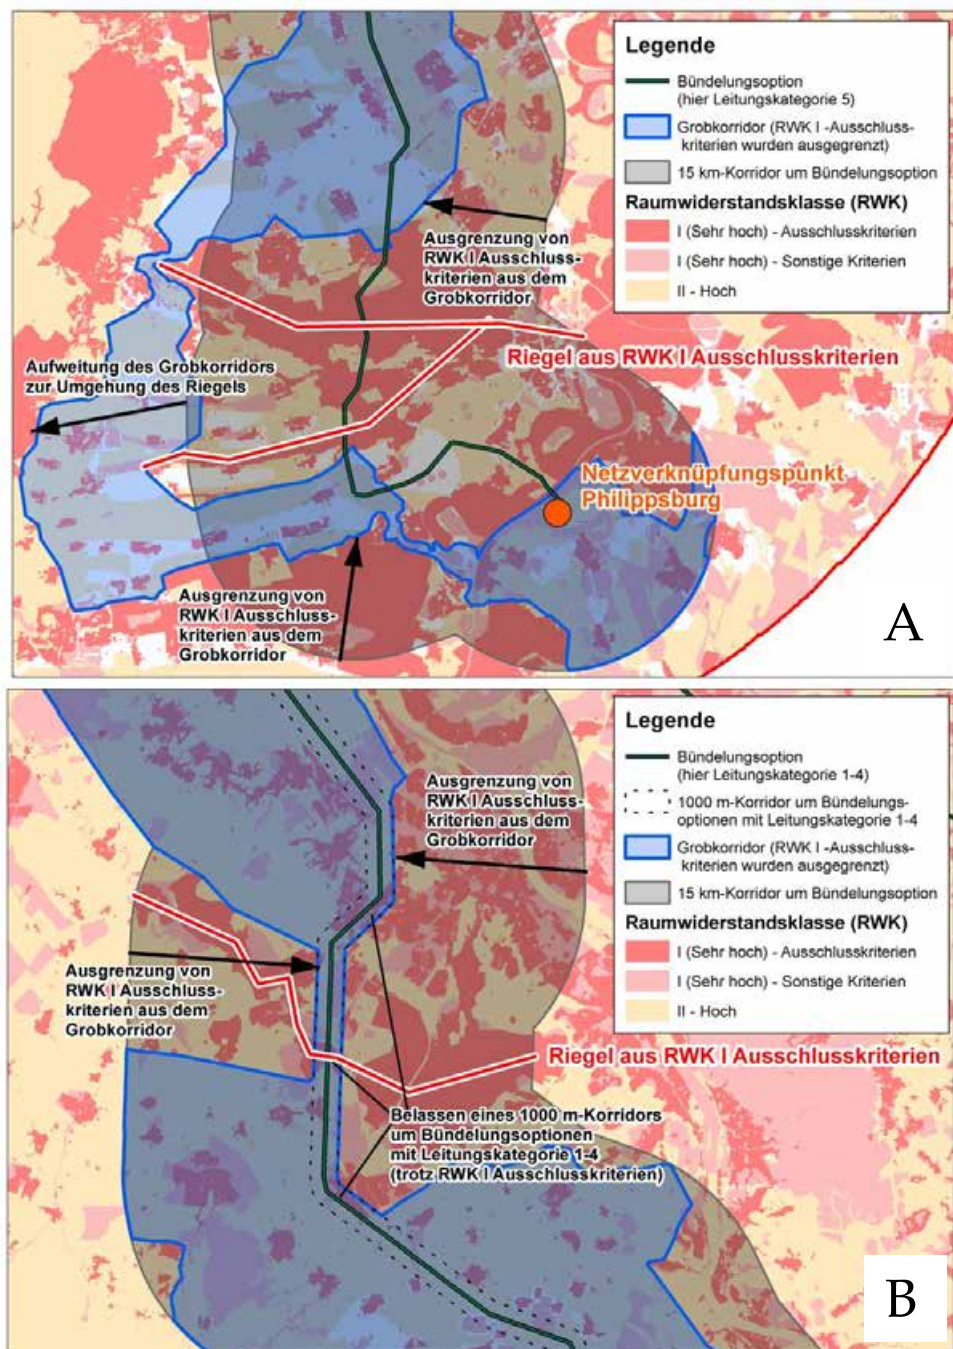 Legende
Bündelungsoption
(hier Leitungskategorie 5)
Grobkorridor (RWK I -Ausschluss-
kriterien wurden ausgegrenzt)
15 km-Korridor um Bündelungsoption
Raumwiderstandsklasse (RWK)
I (Sehr hoch) - Ausschlusskriterien
I (Sehr hoch) - Sonstige Kriterien
II - Hoch
Ausgrenzung von
RWK I Ausschluss-
kriterien aus dem
Grobkorridor
Riegel aus RWK I Ausschlusskriterien
Aufweitung des Grobkorridors
zur Umgehung des Riegels
Netzverknüpfungspunkt
Philippsburg
Ausgrenzung von
RWK I Ausschluss-
kriterien aus dem
Grobkorridor
A
Legende
Bündelungsoption
(hier Leitungskategorie 1-4)
1000 m-Korridor um Bündelungs-
optionen mit Leitungskategorie 1-4
Grobkorridor (RWK I -Ausschluss-
kriterien wurden ausgegrenzt)
15 km-Korridor um Bündelungsoption
Raumwiderstandsklasse (RWK)
I (Sehr hoch) - Ausschlusskriterien
I (Sehr hoch) - Sonstige Kriterien
II - Hoch
Ausgrenzung von
RWK I Ausschluss-
kriterien aus dem
Grobkorridor
Ausgrenzung von
RWK I Ausschluss-
kriterien aus dem
Grobkorridor
Riegel aus RWK I Ausschlusskriterien
Belassen eines 1000 m-Korridors
um Bündelungsoptionen
mit Leitungskategorie 1-4
(trotz RWK I Ausschlusskriterien)
B